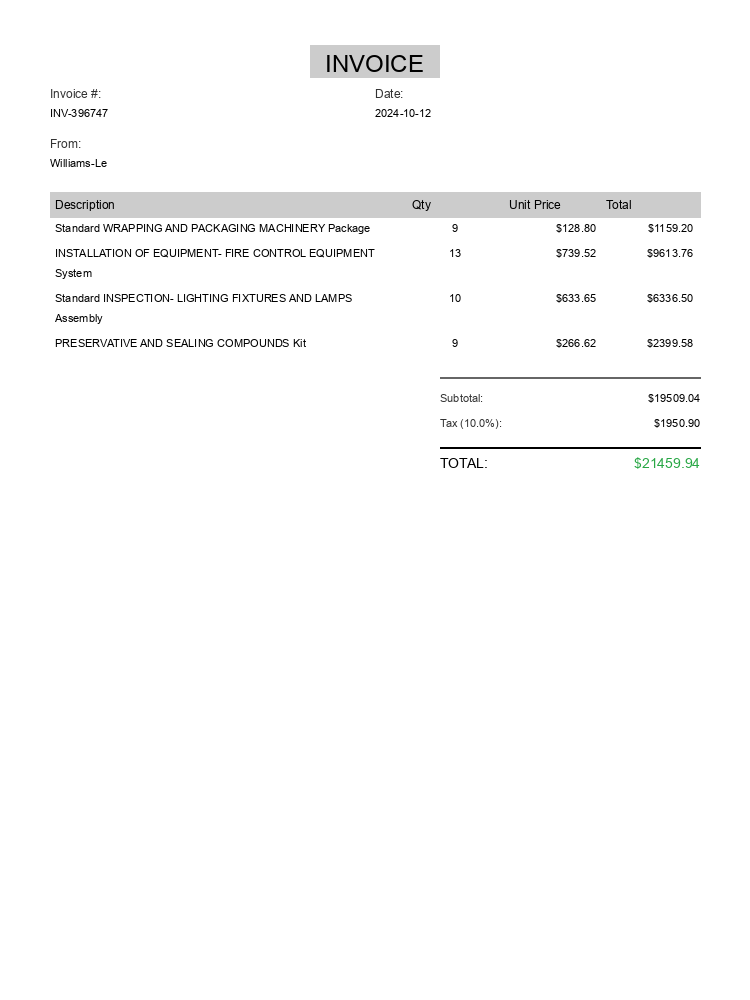 INVOICE
Invoice #: Date:
INV-396747 2024-10-12
From:
Williams-Le
Description Qty Unit Price Total
Standard WRAPPING AND PACKAGING MACHINERY Package 9 $128.80 $1159.20
INSTALLATION OF EQUIPMENT- FIRE CONTROL EQUIPMENT 13 $739.52 $9613.76
System
Standard INSPECTION- LIGHTING FIXTURES AND LAMPS 10 $633.65 $6336.50
Assembly
PRESERVATIVE AND SEALING COMPOUNDS Kit 9 $266.62 $2399.58
Subtotal: $19509.04
Tax (10.0%): $1950.90
TOTAL: $21459.94